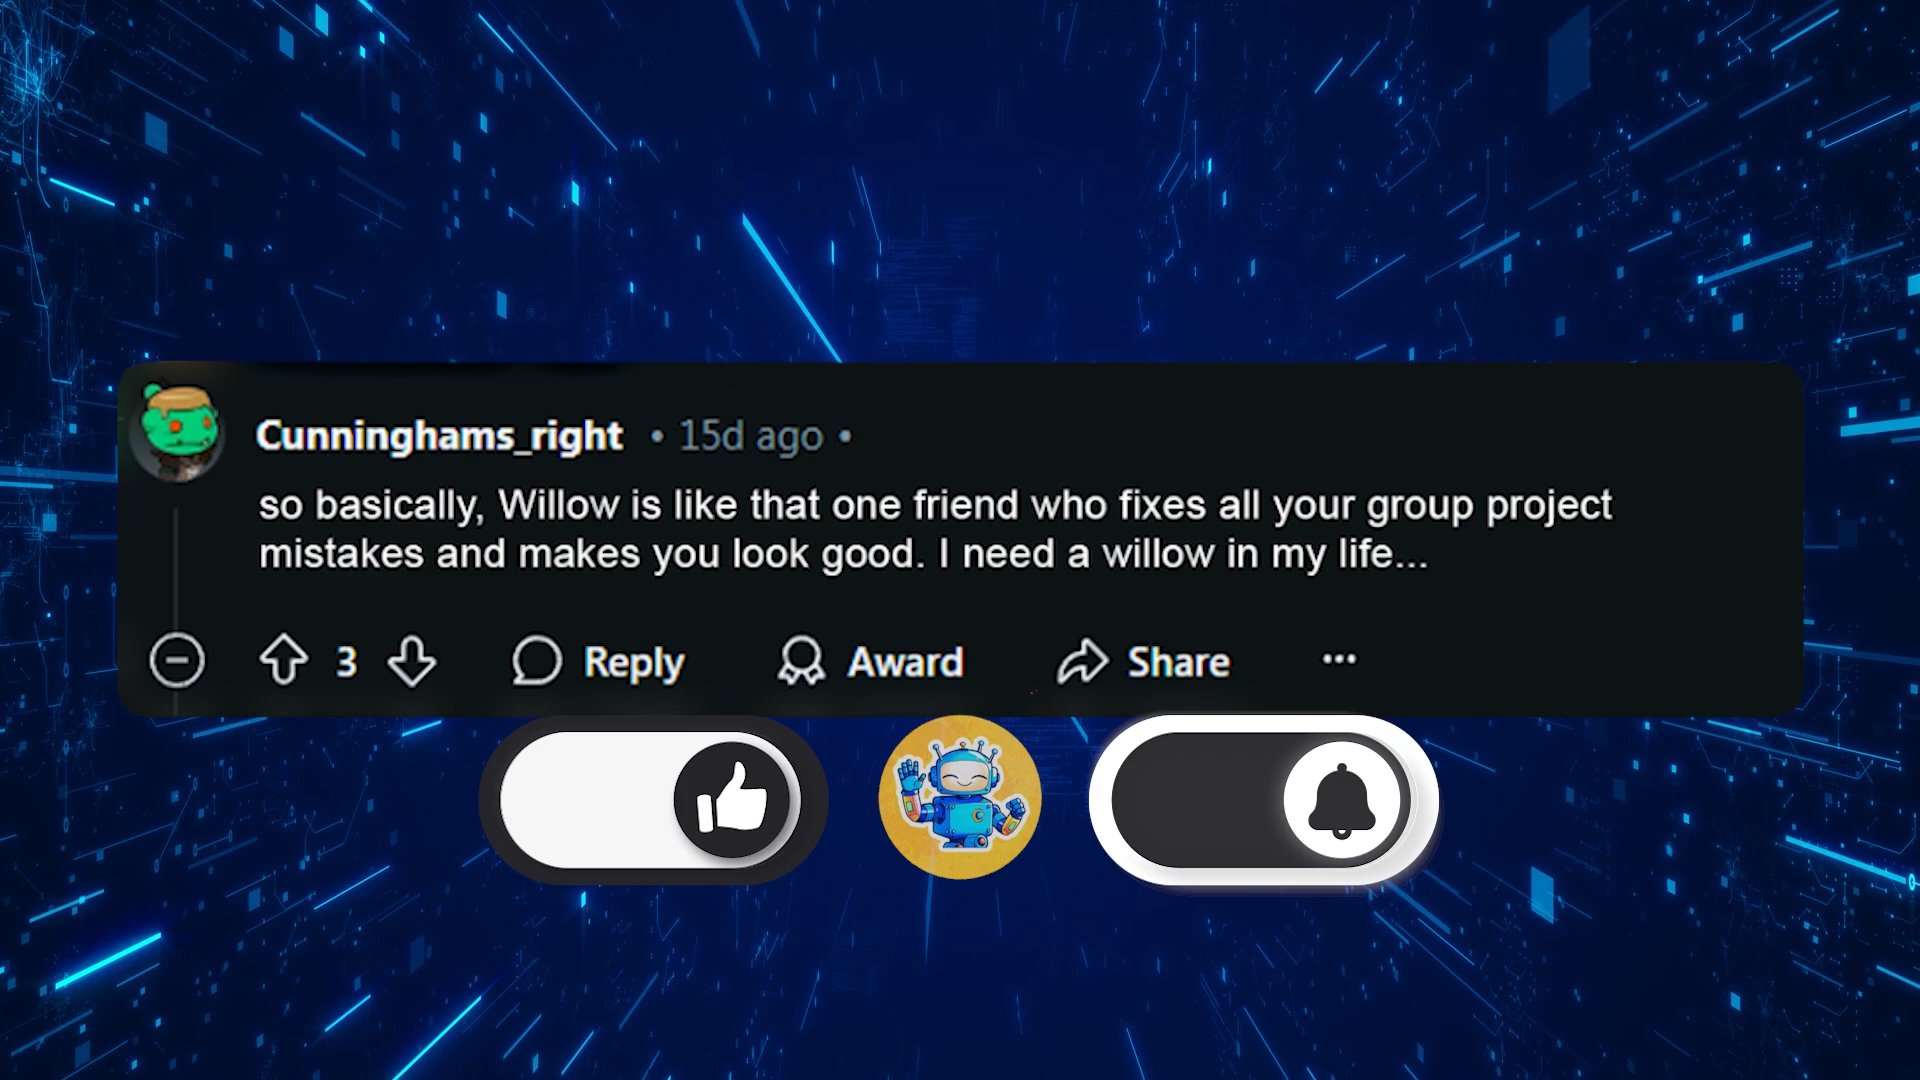 Cunninghams_right • 15d ago •
so basically, Willow is like that one friend who fixes all your group project
mistakes and makes you look good. I need a willow in my life...
3 Reply Award Share ...